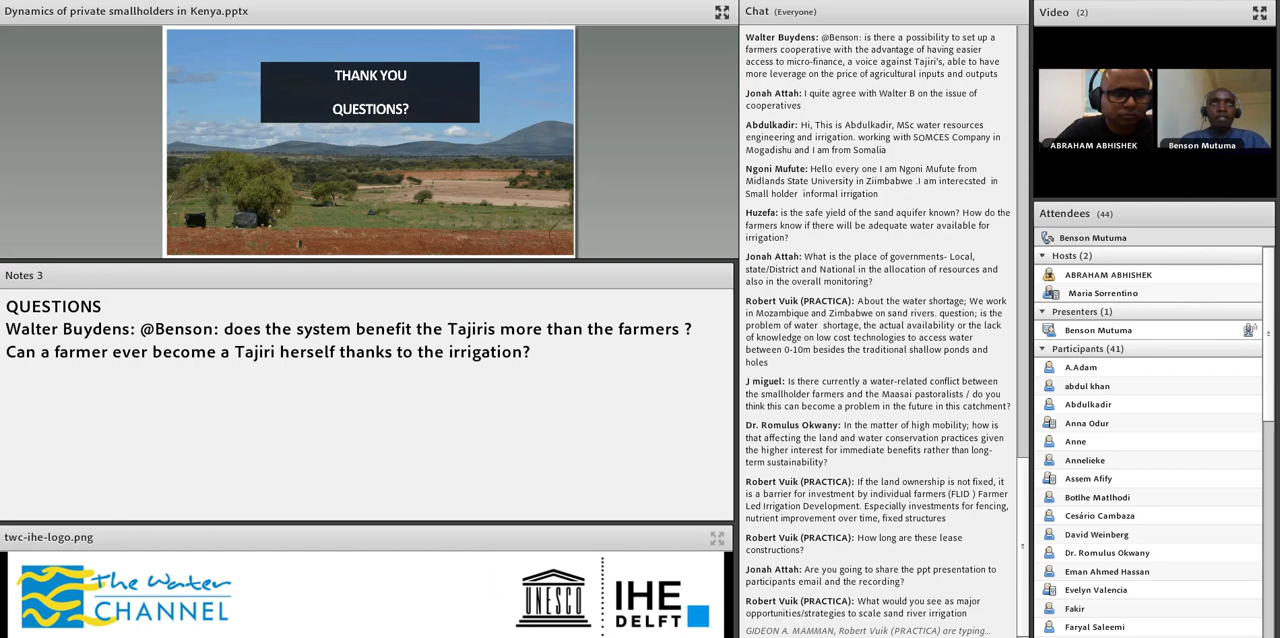 Dynamics of private smallholders in Kenya.pptx
THANK YOU
QUESTIONS?
Notes 3
QUESTIONS
Walter Buydens: @Benson: does the system benefit the Tajiris more than the farmers ?
Can a farmer ever become a Tajiri herself thanks to the irrigation?
twc-ihe-logo.png
The Water
CHANNEL
UNESCO
IHE
DELFT
Chat (Everyone)
Walter Buydens: @Benson: is there a possibility to set up a
farmers cooperative with the advantage of having easier
access to micro-finance, a voice against Tajiri's, able to have
more leverage on the price of agricultural inputs and outputs
Jonah Attah: I quite agree with Walter B on the issue of
cooperatives
Abdulkadir: Hi, This is Abdulkadir, MSc water resources
engineering and irrigation. working with SOMCES Company in
Mogadishu and I am from Somalia
Ngoni Mufute: Hello every one I am Ngoni Mufute from
Midlands State University in Ziimbabwe .I am interecsted in
Small holder informal irrigation
Huzefa: is the safe yield of the sand aquifer known? How do the
farmers know if there will be adequate water available for
irrigation?
Jonah Attah: What is the place of governments- Local,
state/District and National in the allocation of resources and
also in the overall monitoring?
Robert Vuik (PRACTICA): About the water shortage; We work
in Mozambique and Zimbabwe on sand rivers. question; is the
problem of water shortage, the actual availability or the lack
of knowledge on low cost technologies to access water
between 0-10m besides the traditional shallow ponds and
holes
J miguel: Is there currently a water-related conflict between
the smallholder farmers and the Maasai pastoralists / do you
think this can become a problem in the future in this catchment?
Dr. Romulus Okwany: In the matter of high mobility; how is
that affecting the land and water conservation practices given
the higher interest for immediate benefits rather than long-
term sustainability?
Robert Vuik (PRACTICA): If the land ownership is not fixed, it
is a barrier for investment by individual farmers (FLID ) Farmer
Led Irrigation Development. Especially investments for fencing,
nutrient improvement over time, fixed structures
Robert Vuik (PRACTICA): How long are these lease
constructions?
Jonah Attah: Are you going to share the ppt presentation to
participants email and the recording?
Robert Vuik (PRACTICA): What would you see as major
opportunities/strategies to scale sand river irrigation
GIDEON A. MAMMAN, Robert Vuik (PRACTICA) are typing...
Video (2)
ABRAHAM ABHISHEK
Benson Mutuma
Attendees (44)
Benson Mutuma
Hosts (2)
ABRAHAM ABHISHEK
Maria Sorrentino
Presenters (1)
Benson Mutuma
Participants (41)
A.Adam
abdul khan
Abdulkadir
Anna Odur
Anne
Annelieke
Assem Afify
Botlhe Matlhodi
Cesário Cambaza
David Weinberg
Dr. Romulus Okwany
Eman Ahmed Hassan
Evelyn Valencia
Fakir
Faryal Saleemi